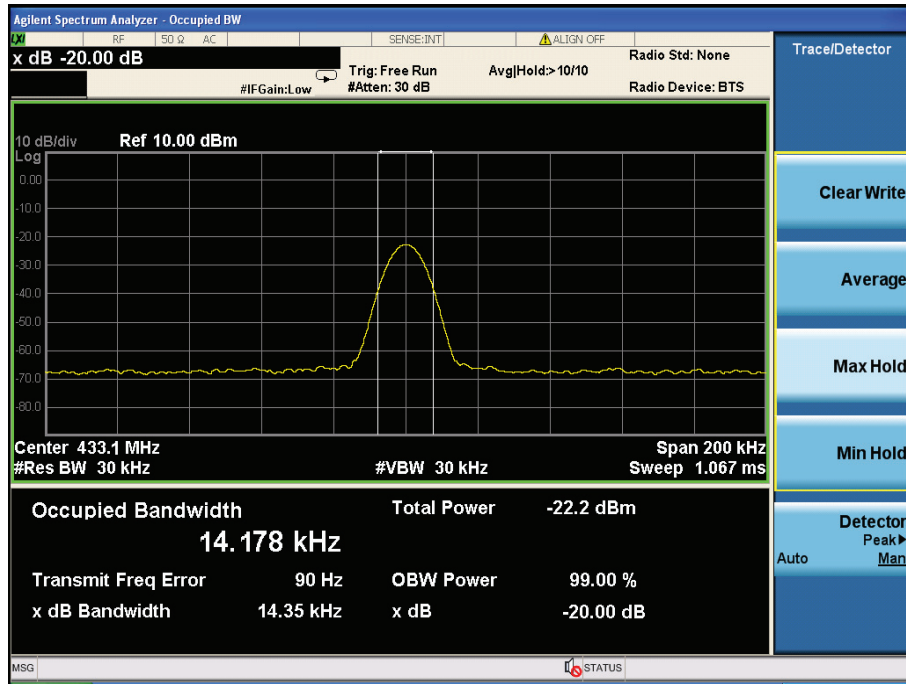 Agilent Spectrum Analyzer - Occupied BW
LXI RF 50 Ω AC SENSE:INT ALIGN OFF
x dB -20.00 dB
Trig: Free Run Avg|Hold:> 10/10 Radio Std: None
#IFGain:Low #Atten: 30 dB Radio Device: BTS
10 dB/div Ref 10.00 dBm
Log
0.00
-10.0
-20.0
-30.0
-40.0
-50.0
-60.0
-70.0
-80.0
Center 433.1 MHz Span 200 kHz
#Res BW 30 kHz #VBW 30 kHz Sweep 1.067 ms
Occupied Bandwidth Total Power -22.2 dBm
14.178 kHz
Transmit Freq Error 90 Hz OBW Power 99.00 %
x dB Bandwidth 14.35 kHz x dB -20.00 dB
MSG STATUS
Trace/Detector
Clear Write
Average
Max Hold
Min Hold
Detector
Peak▶
Auto Man